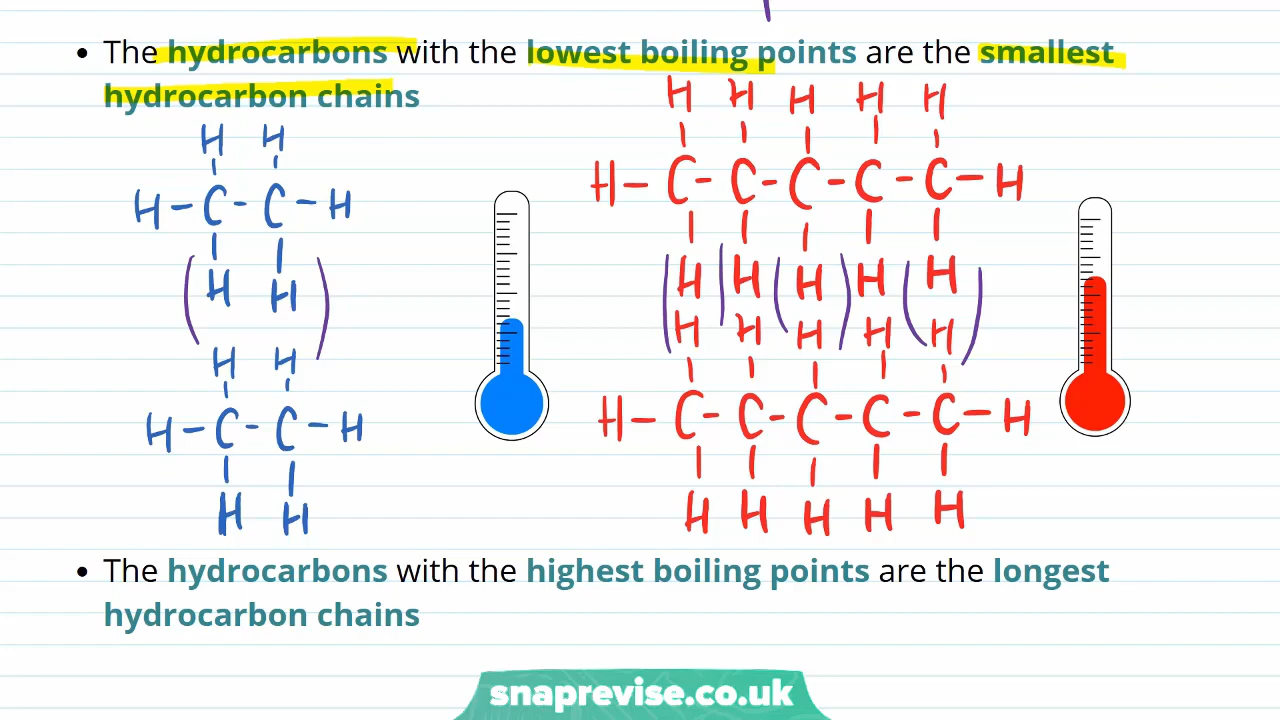 • The hydrocarbons with the lowest boiling points are the smallest
hydrocarbon chains
H H
H-C-C-H
H H
H H
H-C-C-H
H H
H H H H H
H-C-C-C-C-C-H
H H H H H
H H H H H
H-C-C-C-C-C-H
H H H H H
• The hydrocarbons with the highest boiling points are the longest
hydrocarbon chains
snaprevise.co.uk